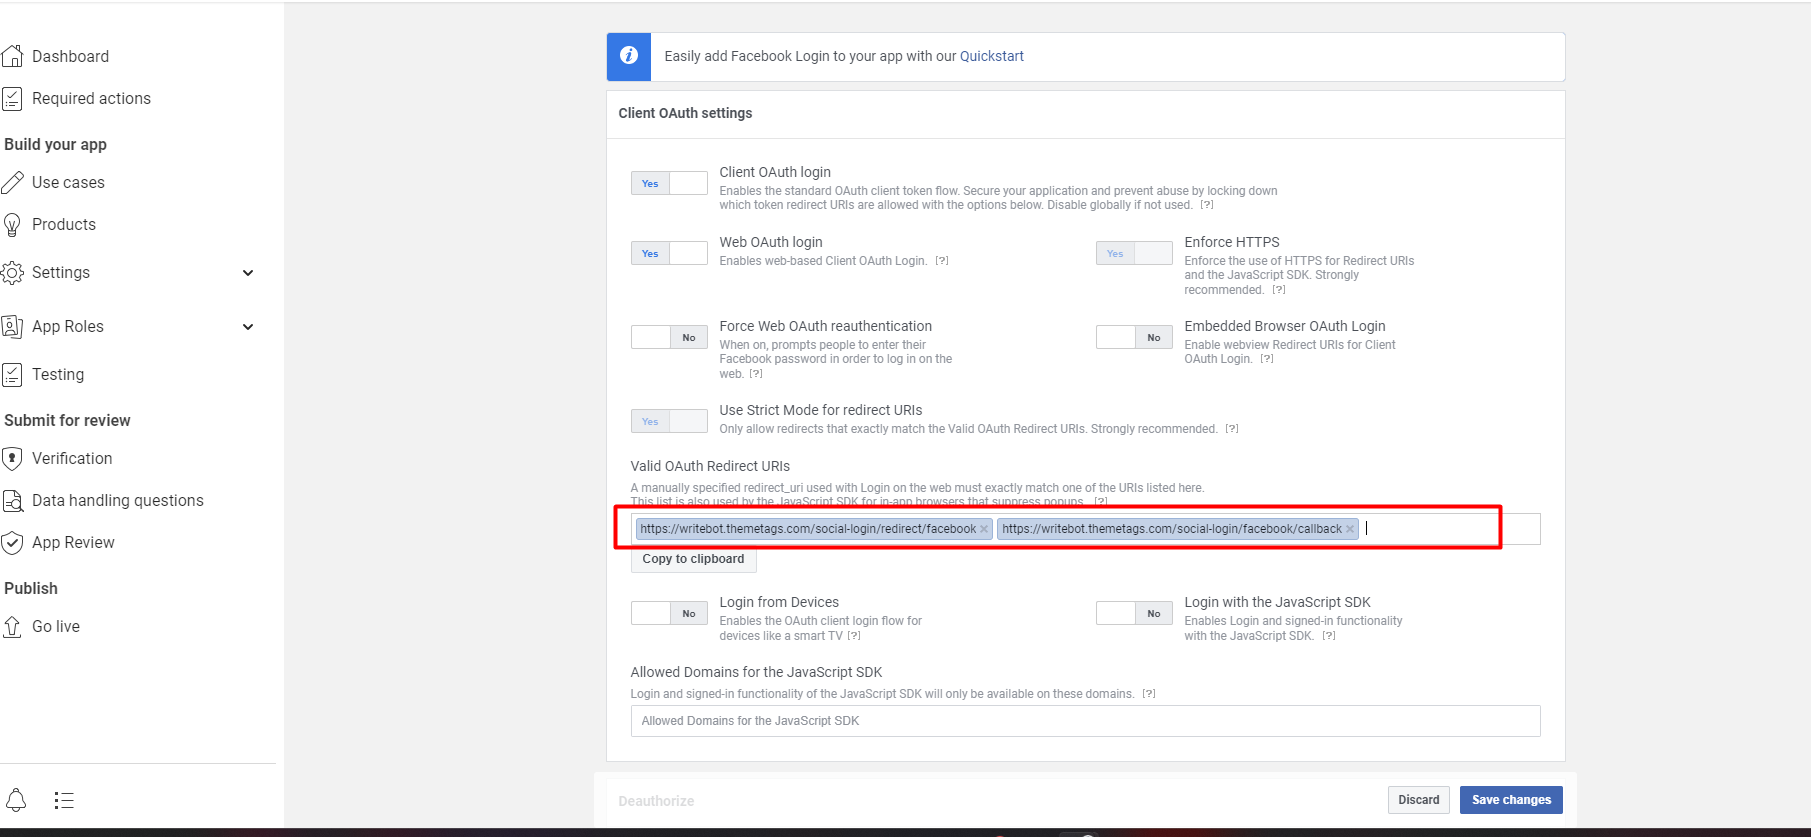 Dashboard
Required actions
Build your app
Use cases
Products
Settings
App Roles
Testing
Submit for review
Verification
Data handling questions
App Review
Publish
Go live
Easily add Facebook Login to your app with our Quickstart
Client OAuth settings
Yes
Client OAuth login
Enables the standard OAuth client token flow. Secure your application and prevent abuse by locking down
which token redirect URIs are allowed with the options below. Disable globally if not used. [?]
Yes
Web OAuth login
Enables web-based Client OAuth Login. [?]
Yes
Enforce HTTPS
Enforce the use of HTTPS for Redirect URIs
and the JavaScript SDK. Strongly
recommended. [?]
No
Force Web OAuth reauthentication
When on, prompts people to enter their
Facebook password in order to log in on the
web. [?]
No
Embedded Browser OAuth Login
Enable webview Redirect URIs for Client
OAuth Login. [?]
Yes
Use Strict Mode for redirect URIs
Only allow redirects that exactly match the Valid OAuth Redirect URIs. Strongly recommended. [?]
Valid OAuth Redirect URIs
A manually specified redirect_uri used with Login on the web must exactly match one of the URIs listed here.
This list is also used by the JavaScript SDK for in-app browsers that suppress popups. [?]
https://writebot.themetags.com/social-login/redirect/facebook × https://writebot.themetags.com/social-login/facebook/callback ×
Copy to clipboard
No
Login from Devices
Enables the OAuth client login flow for
devices like a smart TV [?]
No
Login with the JavaScript SDK
Enables Login and signed-in functionality
with the JavaScript SDK. [?]
Allowed Domains for the JavaScript SDK
Login and signed-in functionality of the JavaScript SDK will only be available on these domains. [?]
Allowed Domains for the JavaScript SDK
Deauthorize
Discard
Save changes